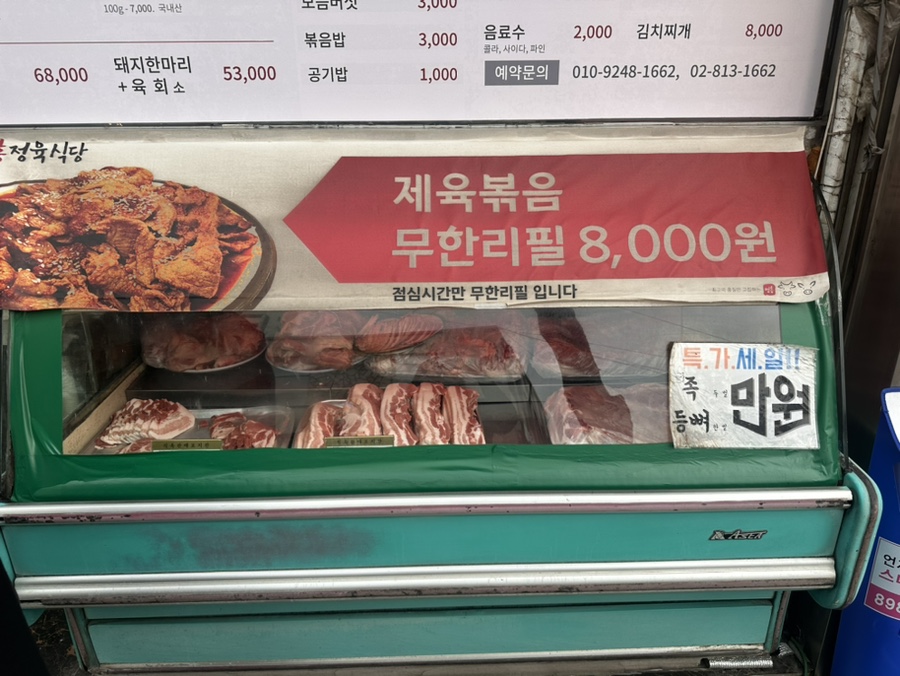 100g-7,000. 국내산
모듬버섯 3,000
볶음밥 3,000
공기밥 1,000
음료수 2,000
콜라, 사이다, 파인
김치찌개 8,000
68,000
돼지한마리
+육 회 소
53,000
예약문의 010-9248-1662, 02-813-1662
정육식당
제육볶음
무한리필 8,000원
점심시간만 무한리필 입니다
특.가.세.일!!
족
등뼈
만원
898